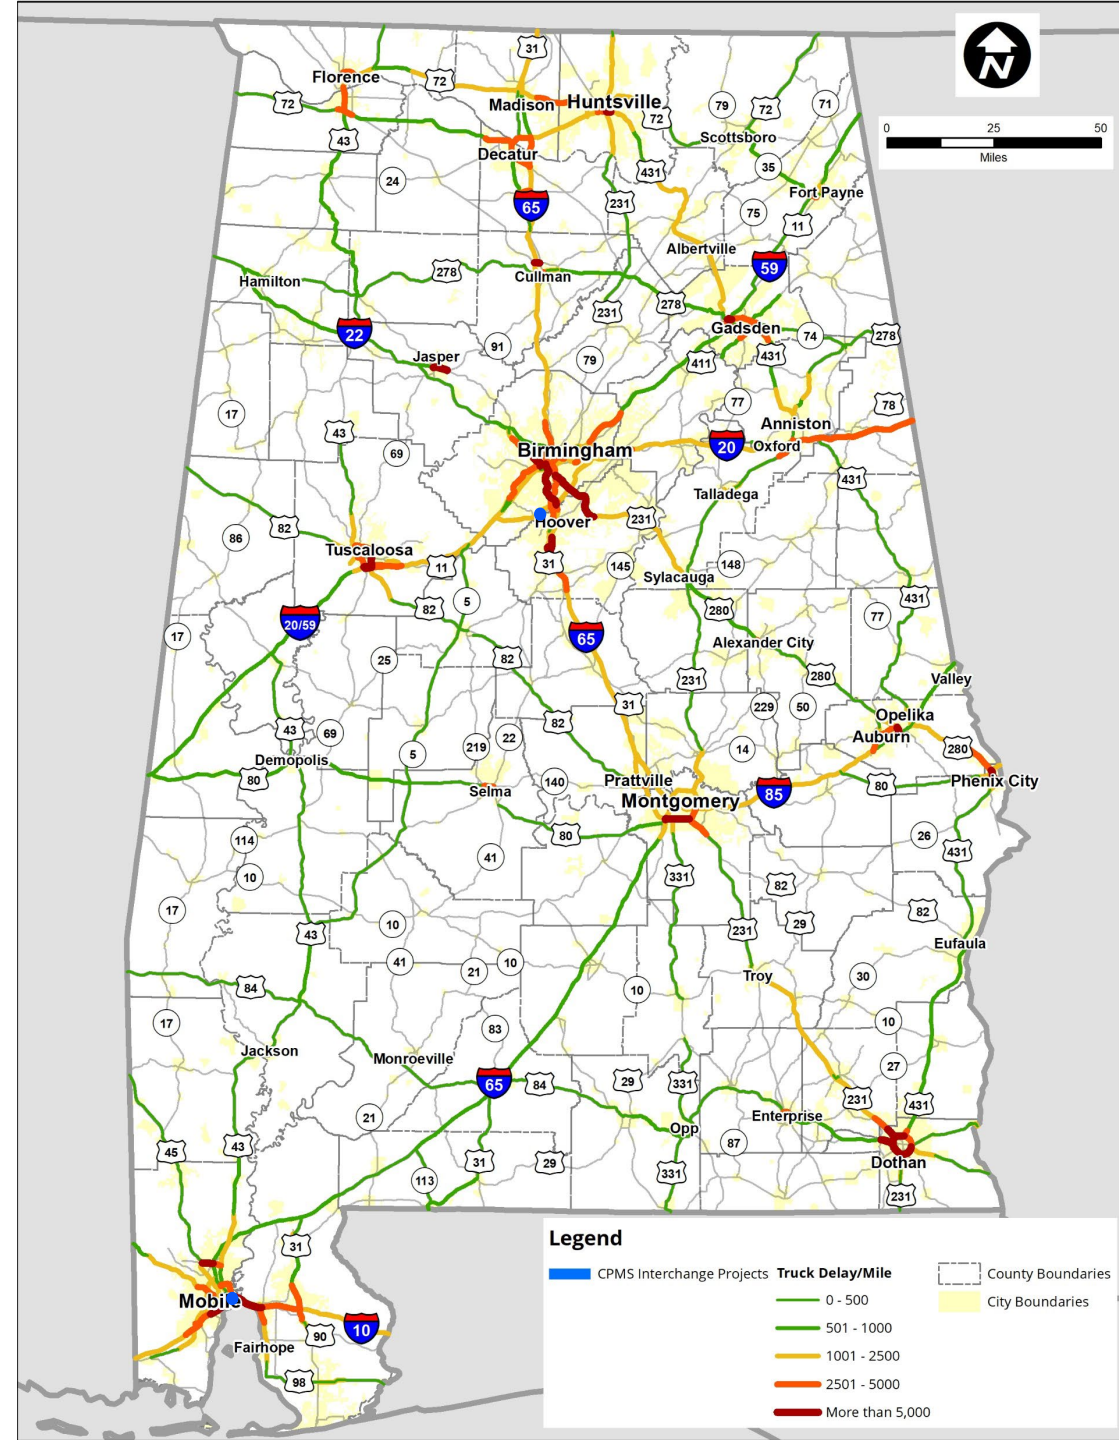 31
Florence
72
N
Madison
Huntsville
72
79
72
71
72
43
Scottsboro
0 25 50
Miles
Decatur
24
431
35
Fort Payne
65
231
75
11
Albertville
59
278
Cullman
Hamilton
278
231
Gadsden
22
91
74
278
Jasper
79
411
431
77
78
17
43
Anniston
69
Birmingham
20
Oxford
431
Talladega
82
86
Hoover
231
Tuscaloosa
11
31
145
148
Sylacauga
5
431
82
280
77
20/59
17
65
Alexander City
25
82
280
Valley
231
31
229
50
Opelika
43
69
82
Auburn
219
22
14
280
5
Demopolis
80
140
Prattville
Phenix City
Selma
85
80
Montgomery
114
80
26
41
431
10
331
82
17
10
82
43
231
29
Eufaula
41
21
10
Troy
30
84
10
17
83
10
Jackson
27
Monroeville
65
84
29
331
231
431
21
Enterprise
Opp
87
45
43
31
29
Dothan
113
331
231
31
Mobile
10
90
Fairhope
98
Legend
CPMS Interchange Projects
Truck Delay/Mile
0 - 500
501 - 1000
1001 - 2500
2501 - 5000
More than 5,000
County Boundaries
City Boundaries